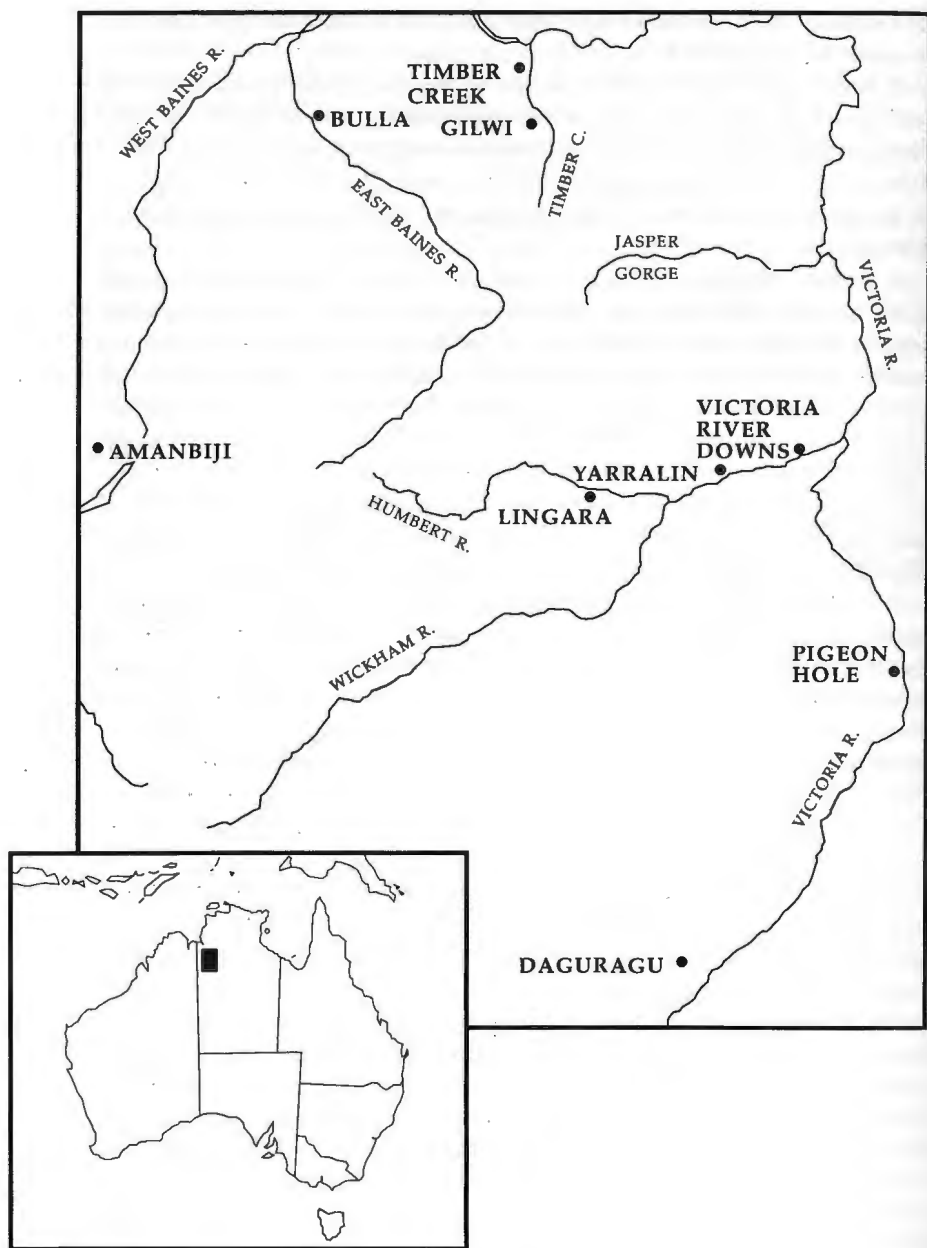 WEST BAINES R.
TIMBER
CREEK
BULLA
GILWI
TIMBER C.
EAST BAINES R.
JASPER
GORGE
VICTORIA R.
VICTORIA
RIVER
DOWNS
AMANBIJI
YARRALIN
LINGARA
HUMBERT R.
WICKHAM R.
PIGEON
HOLE
VICTORIA R.
DAGURAGU